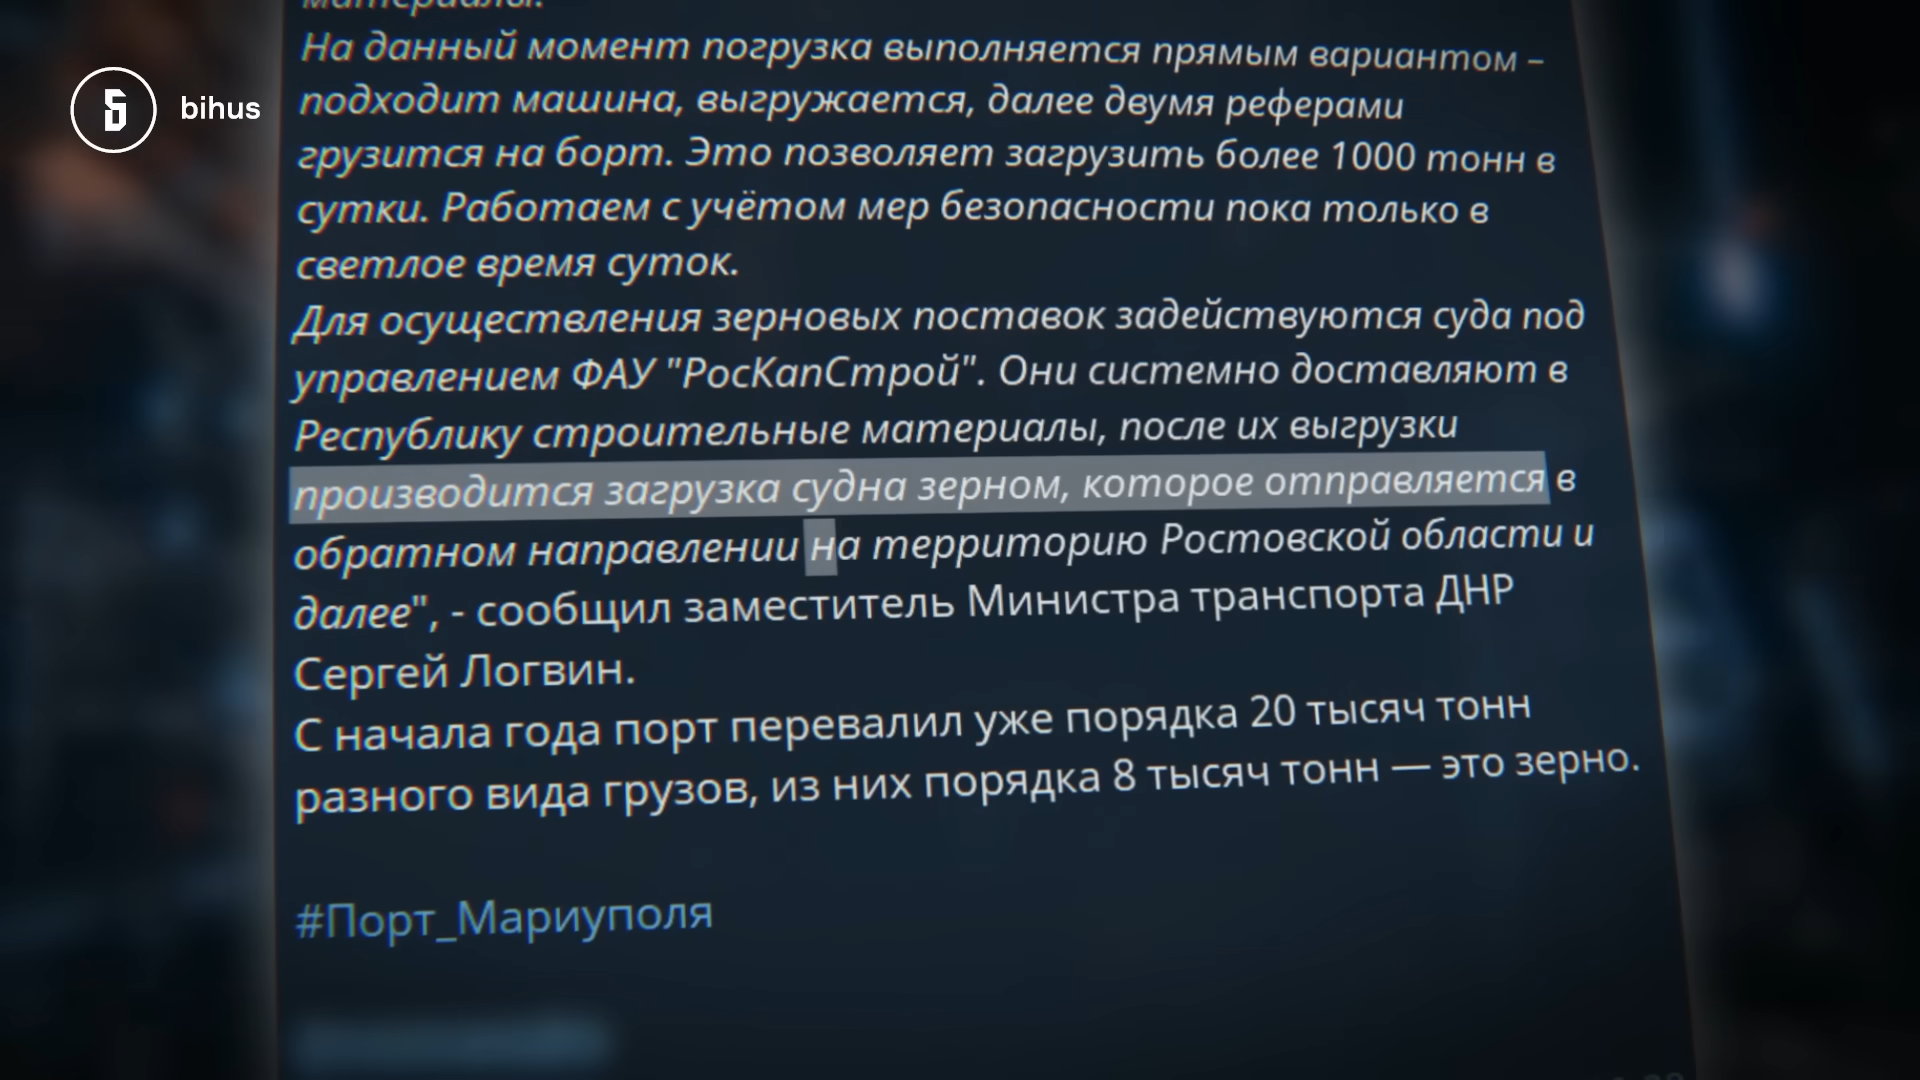 материалы.
На данный момент погрузка выполняется прямым вариантом –
подходит машина, выгружается, далее двумя реферами
грузится на борт. Это позволяет загрузить более 1000 тонн в
сутки. Работаем с учётом мер безопасности пока только в
светлое время суток.
Для осуществления зерновых поставок задействуются суда под
управлением ФАУ "РосКапСтрой". Они системно доставляют в
Республику строительные материалы, после их выгрузки
производится загрузка судна зерном, которое отправляется в
обратном направлении на территорию Ростовской области и
далее", - сообщил заместитель Министра транспорта ДНР
Сергей Логвин.
С начала года порт перевалил уже порядка 20 тысяч тонн
разного вида грузов, из них порядка 8 тысяч тонн — это зерно.
#Порт_Мариуполя
bihus